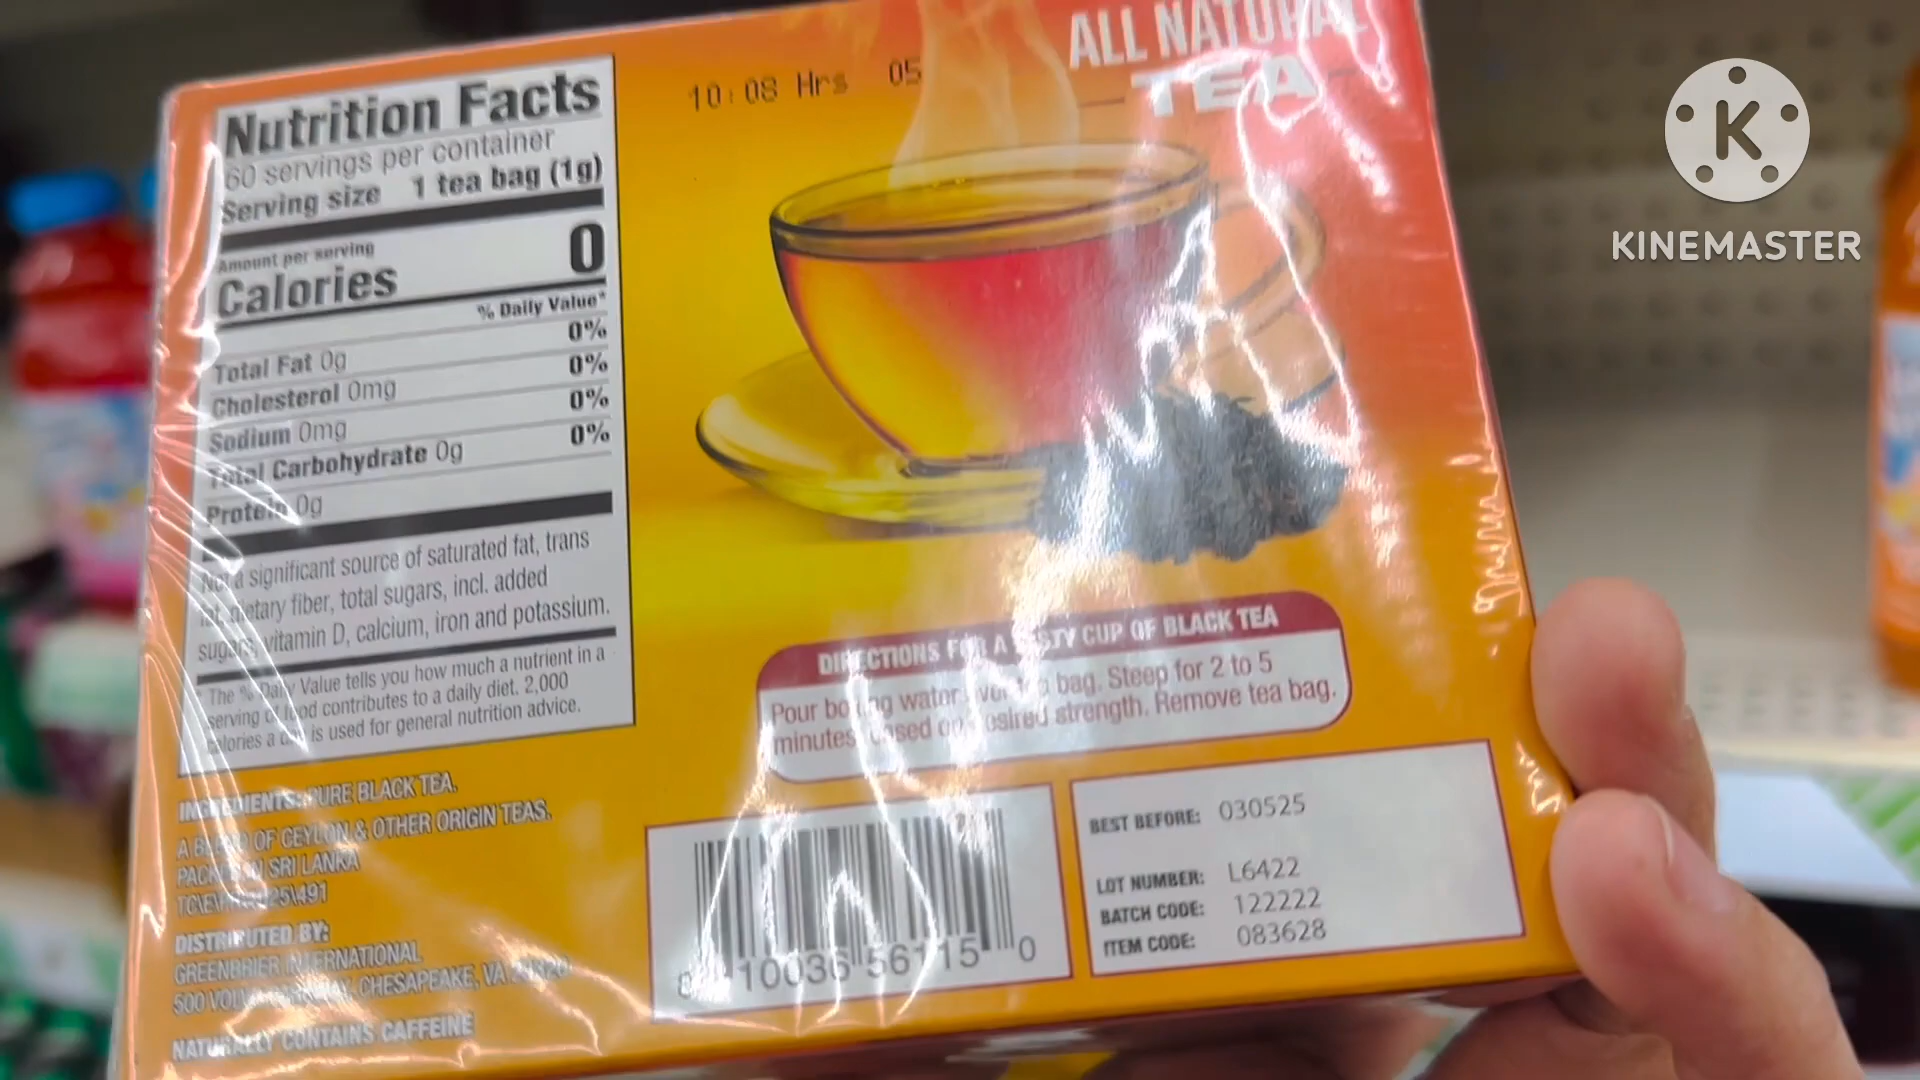 ALL NATURAL
TEA
10:08 Hrs 05
KINEMASTER
Nutrition Facts
60 servings per container
Serving size 1 tea bag (1g)
Amount per serving
Calories 0
% Daily Value*
Total Fat 0g 0%
Cholesterol 0mg 0%
Sodium 0mg 0%
Total Carbohydrate 0g 0%
Protein 0g
Not a significant source of saturated fat, trans
fat, dietary fiber, total sugars, incl. added
sugars, vitamin D, calcium, iron and potassium.
* The % Daily Value tells you how much a nutrient in a
serving of food contributes to a daily diet. 2,000
calories a day is used for general nutrition advice.
INGREDIENTS: PURE BLACK TEA.
A BLEND OF CEYLON & OTHER ORIGIN TEAS.
PACKED IN SRI LANKA
DISTRIBUTED BY:
GREENBRIER INTERNATIONAL
500 CHESAPEAKE, VA
NATURALLY CONTAINS CAFFEINE
DIRECTIONS FOR A TASTY CUP OF BLACK TEA
Pour boiling water over tea bag. Steep for 2 to 5
minutes based on desired strength. Remove tea bag.
10036 56115 0
BEST BEFORE: 030525
LOT NUMBER: L6422
BATCH CODE: 122222
ITEM CODE: 083628